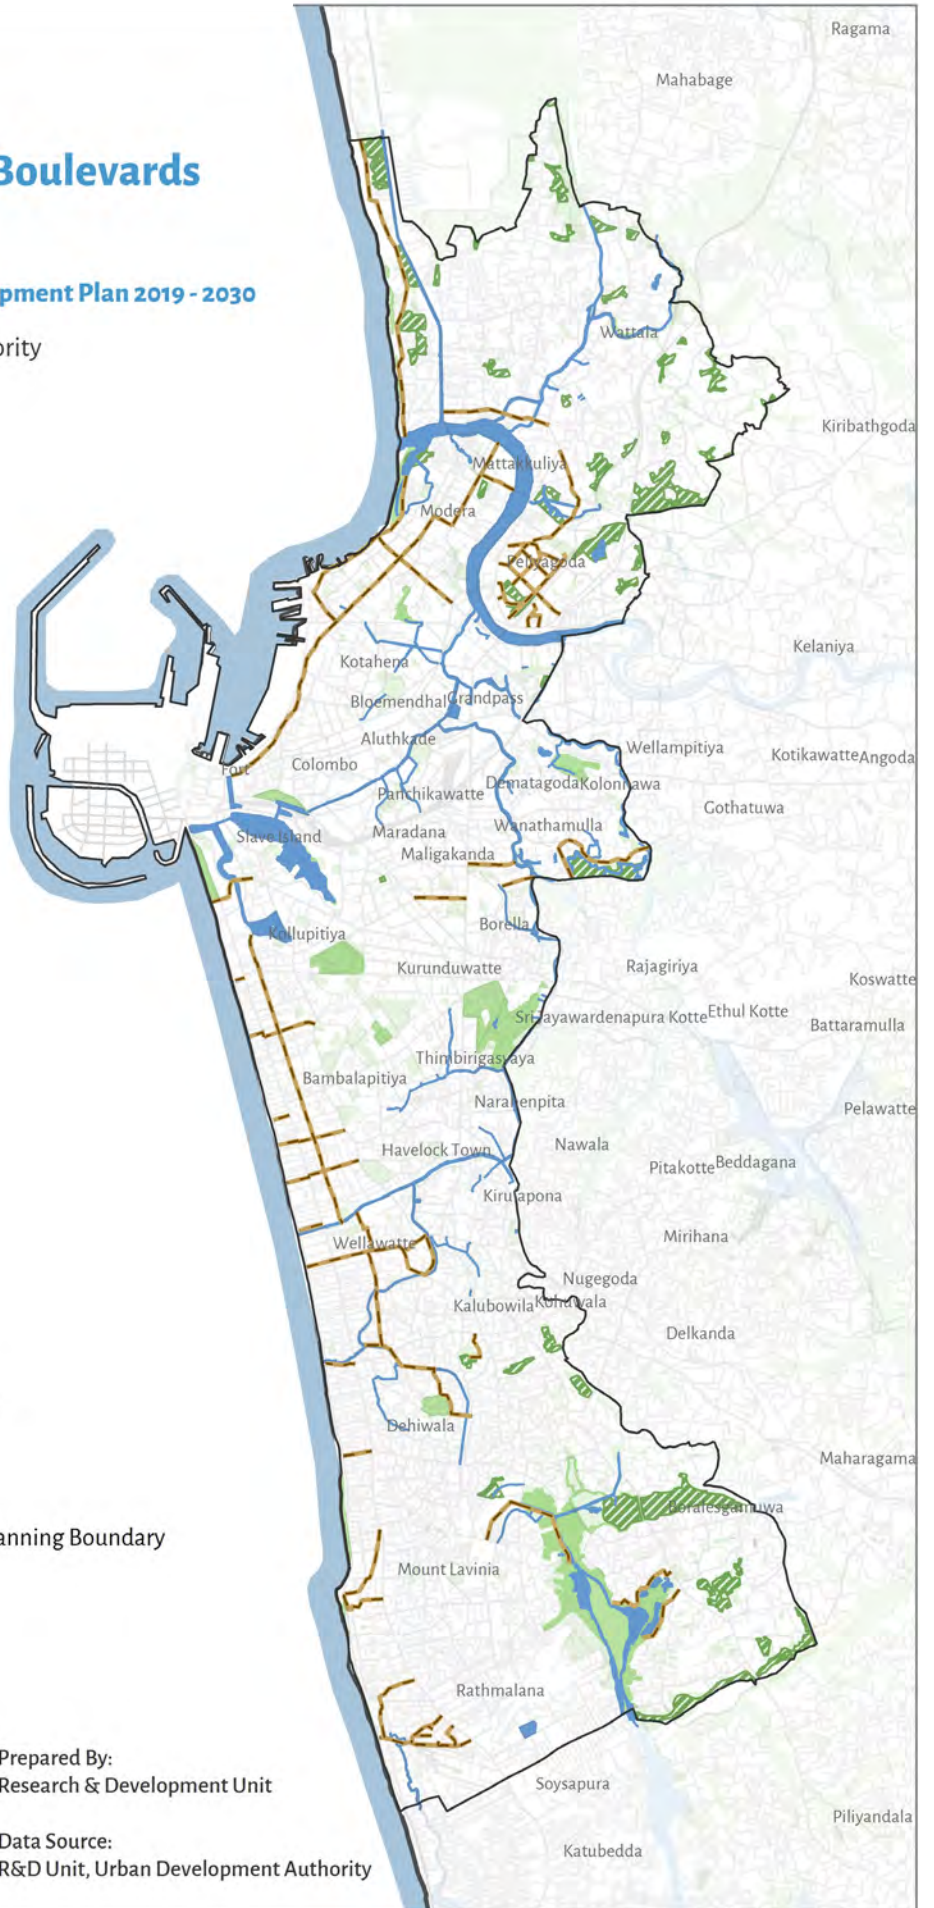 Ragama
Mahabage
Boulevards
pment Plan 2019 - 2030
ority
Wattala
Kiribathgoda
Mattakkuliya
Modera
Peliyagoda
Kelaniya
Kotahena
Bloemendhal
Grandpass
Aluthkade
Wellampitiya
Kotikawatte
Angoda
Fort
Colombo
Dematagoda
Kolonnawa
Panchikawatte
Gothatuwa
Slave Island
Maradana
Wanathamulla
Maligakanda
Borella
Kollupitiya
Kurunduwatte
Rajagiriya
Koswatte
Sri Jayawardenapura Kotte
Ethul Kotte
Battaramulla
Thimbirigasyaya
Bambalapitiya
Narahenpita
Pelawatte
Havelock Town
Nawala
Pitakotte
Beddagana
Kirulapona
Wellawatte
Mirihana
Nugegoda
Kalubowila
Kohuwala
Delkanda
Dehiwala
Maharagama
Boralesgamuwa
anning Boundary
Mount Lavinia
Rathmalana
Prepared By:
Research & Development Unit
Soysapura
Piliyandala
Data Source:
R&D Unit, Urban Development Authority
Katubedda